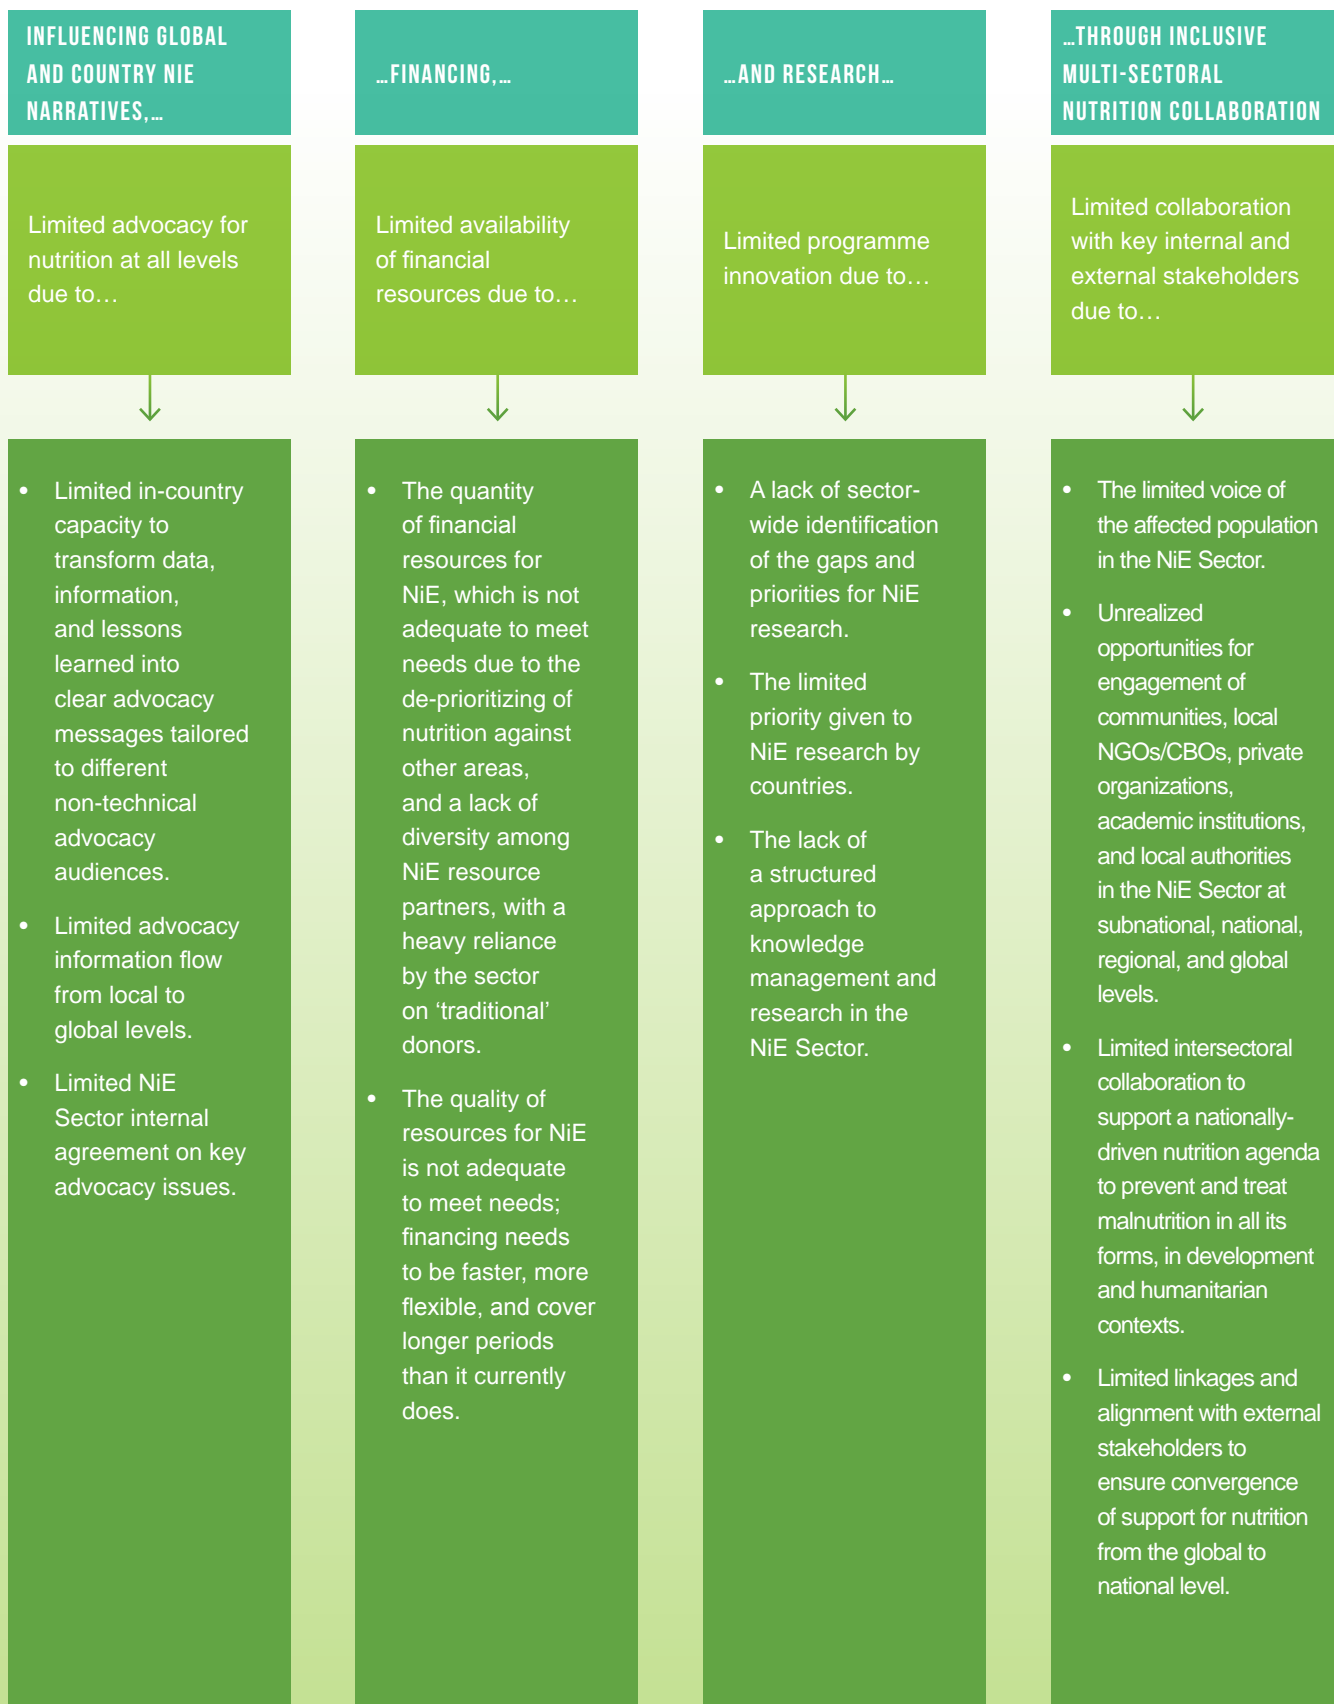 INFLUENCING GLOBAL
AND COUNTRY NIE
NARRATIVES,…
Limited advocacy for
nutrition at all levels
due to…
• Limited in-country
capacity to
transform data,
information,
and lessons
learned into
clear advocacy
messages tailored
to different
non-technical
advocacy
audiences.
• Limited advocacy
information flow
from local to
global levels.
• Limited NiE
Sector internal
agreement on key
advocacy issues.
…FINANCING,…
Limited availability
of financial
resources due to…
• The quantity
of financial
resources for
NiE, which is not
adequate to meet
needs due to the
de-prioritizing of
nutrition against
other areas,
and a lack of
diversity among
NiE resource
partners, with a
heavy reliance
by the sector
on ‘traditional’
donors.
• The quality of
resources for NiE
is not adequate
to meet needs;
financing needs
to be faster, more
flexible, and cover
longer periods
than it currently
does.
…AND RESEARCH…
Limited programme
innovation due to…
• A lack of sector-
wide identification
of the gaps and
priorities for NiE
research.
• The limited
priority given to
NiE research by
countries.
• The lack of
a structured
approach to
knowledge
management and
research in the
NiE Sector.
…THROUGH INCLUSIVE
MULTI-SECTORAL
NUTRITION COLLABORATION
Limited collaboration
with key internal and
external stakeholders
due to…
• The limited voice of
the affected population
in the NiE Sector.
• Unrealized
opportunities for
engagement of
communities, local
NGOs/CBOs, private
organizations,
academic institutions,
and local authorities
in the NiE Sector at
subnational, national,
regional, and global
levels.
• Limited intersectoral
collaboration to
support a nationally-
driven nutrition agenda
to prevent and treat
malnutrition in all its
forms, in development
and humanitarian
contexts.
• Limited linkages and
alignment with external
stakeholders to
ensure convergence
of support for nutrition
from the global to
national level.